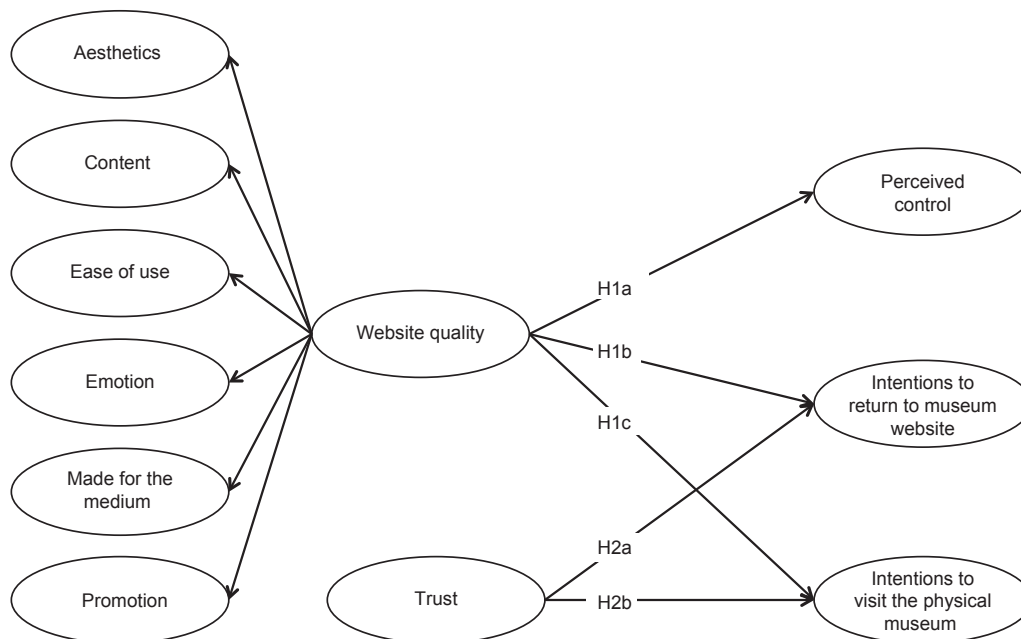 Aesthetics
Content
Ease of use
Emotion
Made for the
medium
Promotion
Website quality
Trust
H1a
H1b
H1c
H2a
H2b
Perceived
control
Intentions to
return to museum
website
Intentions to
visit the physical
museum